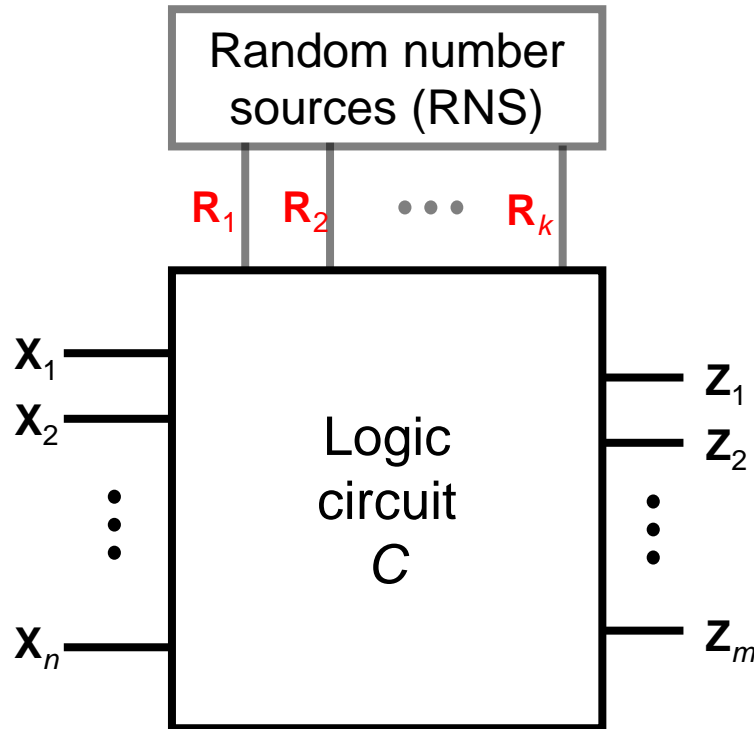 Random number
sources (RNS)
R₁ R₂ ••• Rₖ
X₁
X₂
Xₙ
Logic
circuit
C
Z₁
Z₂
Zₘ